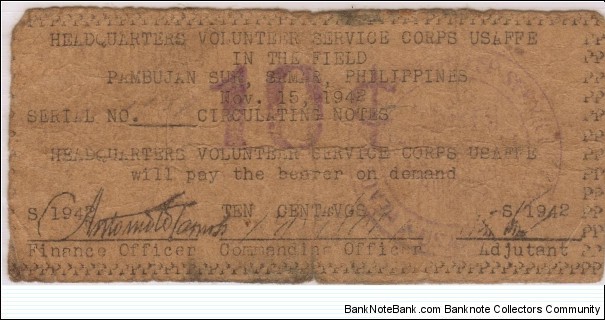 HEADQUARTERS VOLUNTEER SERVICE CORPS USAFFE
IN THE FIELD
PAMBUJAN SUR, SAMAR, PHILIPPINES
Nov. 15, 1942
SERIAL NO. CIRCULATING NOTES
10¢
HEADQUARTERS VOLUNTEER SERVICE CORPS USAFFE
will pay the bearer on demand
S/1942 TEN CENTAVOS S/1942
Finance Officer Commanding Officer Adjutant
BankNoteBank.com - Banknote Collectors Community